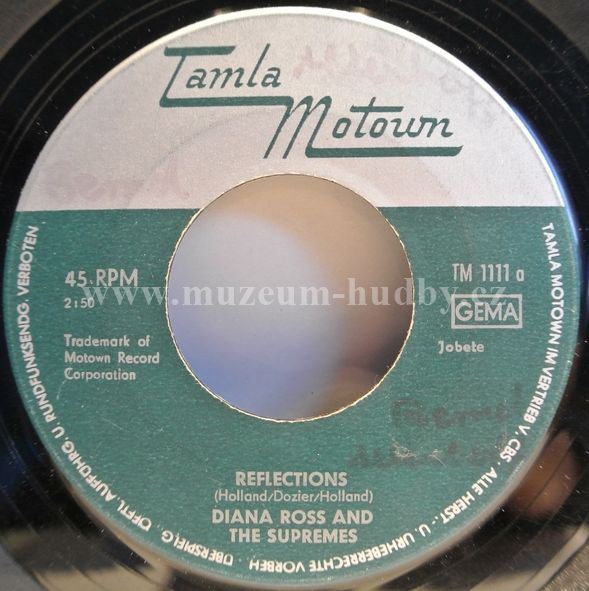 Tamla
Motown
45 RPM
2:50
Trademark of
Motown Record
Corporation
TM 1111 a
GEMA
Jobete
www.muzeum-hudby.cz
REFLECTIONS
(Holland/Dozier/Holland)
DIANA ROSS AND
THE SUPREMES
TAMLA MOTOWN IM VERTRIEB V. CBS · ALLE HERST.- U. URHEBERRECHTE VORBEH · ÜBERSPIELG. ÖFFTL. AUFFÜHRG. U. RUNDFUNKSENDG. VERBOTEN